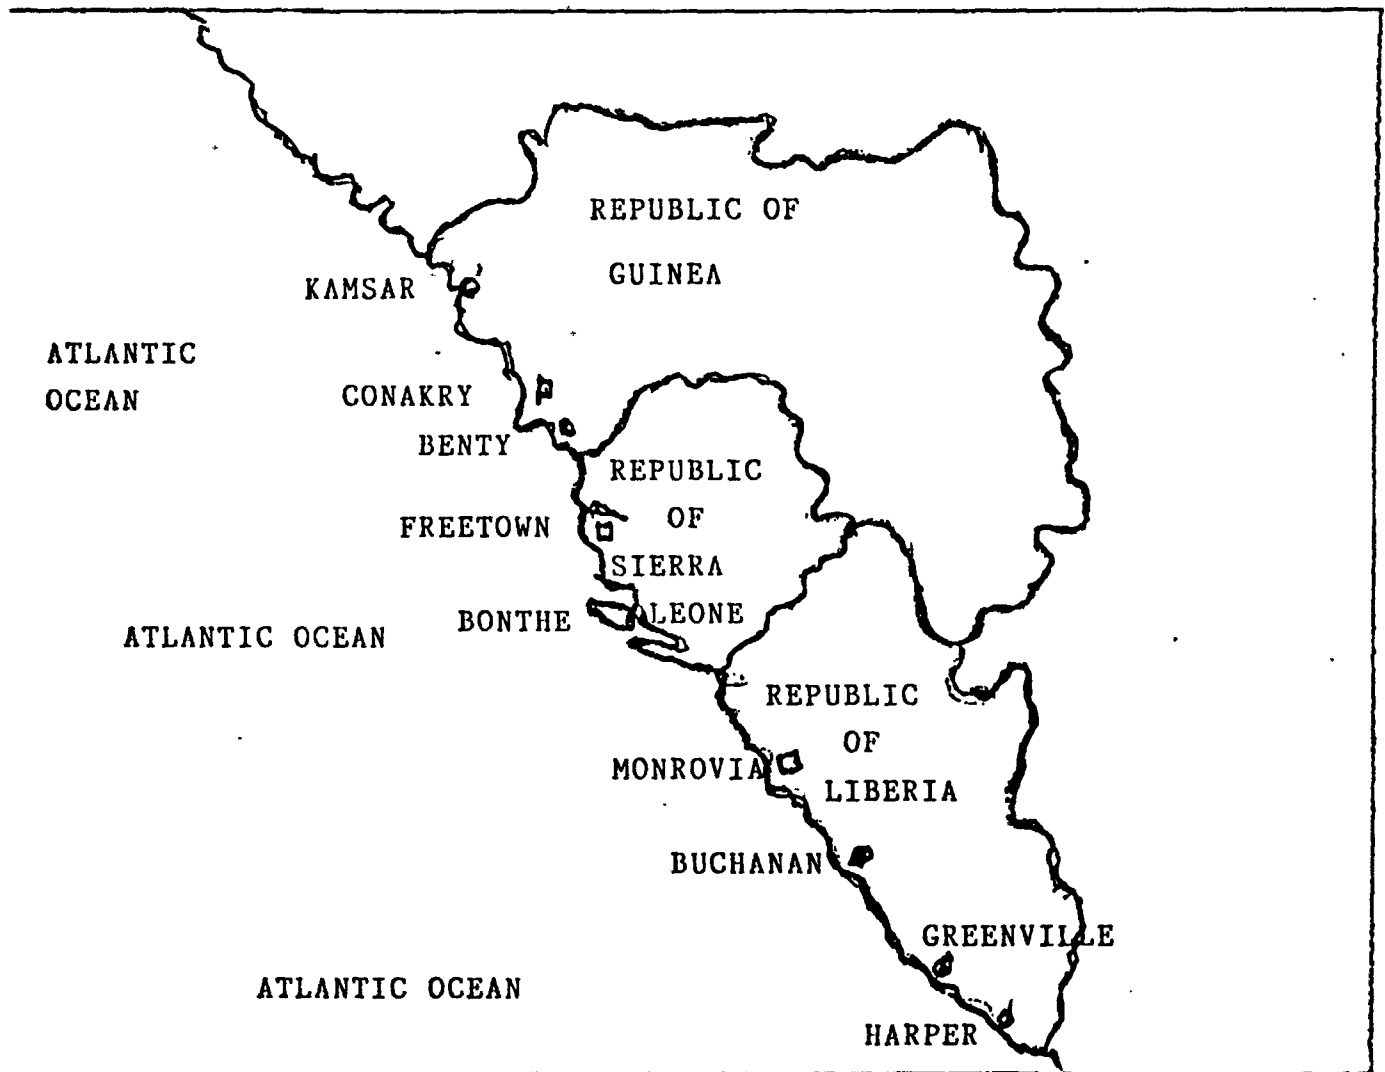 REPUBLIC OF
GUINEA
KAMSAR
ATLANTIC
OCEAN
CONAKRY
BENTY
REPUBLIC
OF
SIERRA
LEONE
FREETOWN
BONTHE
ATLANTIC OCEAN
REPUBLIC
OF
LIBERIA
MONROVIA
BUCHANAN
GREENVILLE
ATLANTIC OCEAN
HARPER